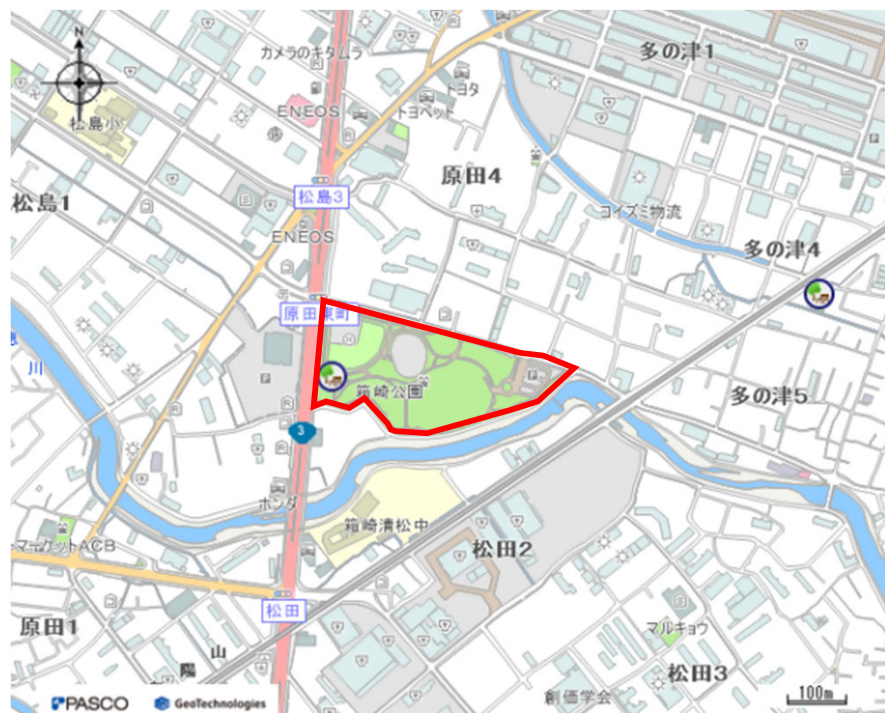 N
カメラのキタムラ
多の津1
トヨタ
トヨペット
ENEOS
松島小
原田4
松島3
松島1
コイズミ物流
ENEOS
多の津4
原田東町
川
箱崎公園
多の津5
3
ホンダ
箱崎清松中
マーケットACB
松田2
松田
原田1
マルキョウ
山
陽
松田3
創価学会
100m
PASCO
GeoTechnologies